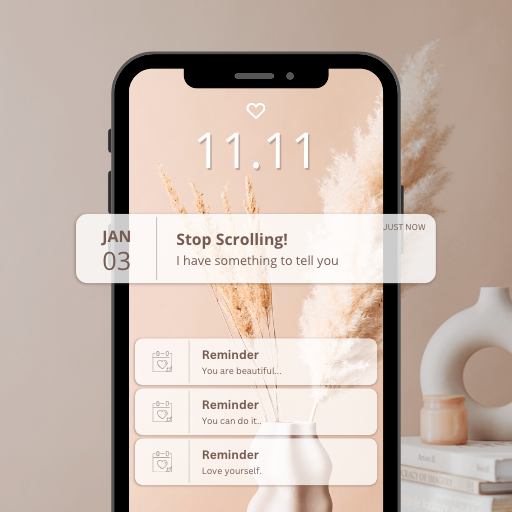 11.11
JUST NOW
JAN
03
Stop Scrolling!
I have something to tell you
Reminder
You are beautiful...
Reminder
You can do it..
Reminder
Love yourself.